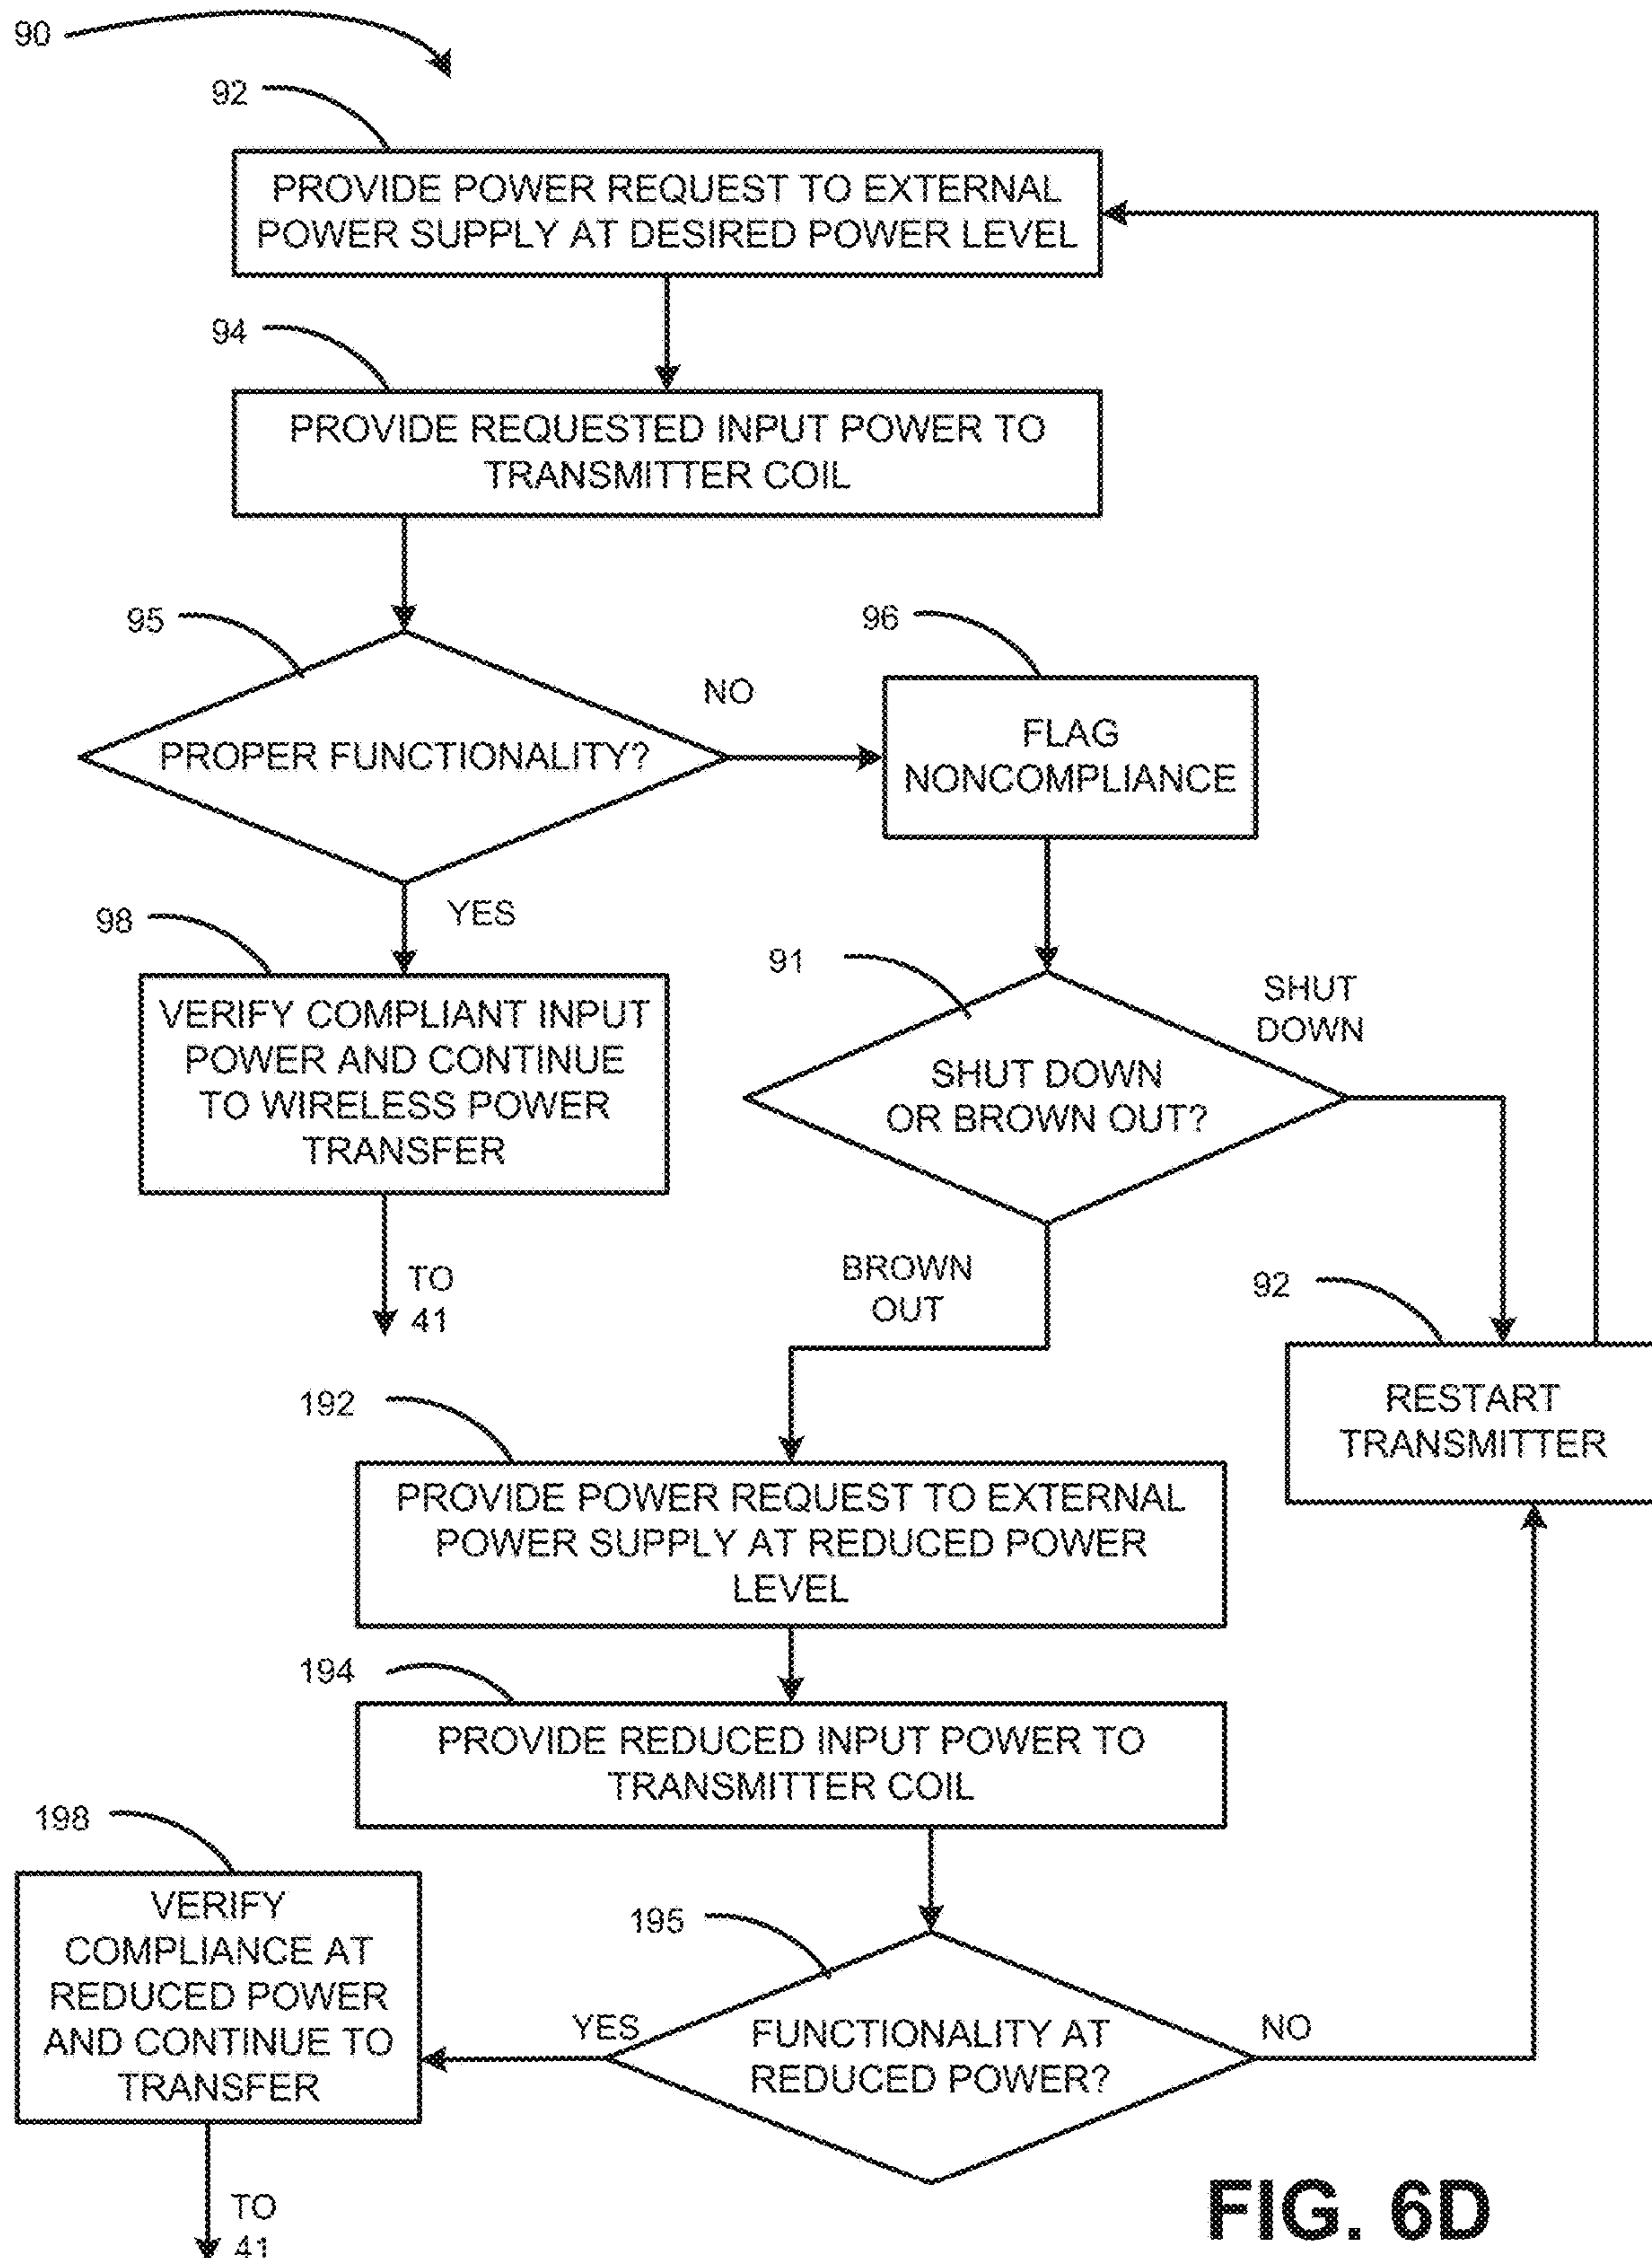 90
92
PROVIDE POWER REQUEST TO EXTERNAL
POWER SUPPLY AT DESIRED POWER LEVEL
94
PROVIDE REQUESTED INPUT POWER TO
TRANSMITTER COIL
95
PROPER FUNCTIONALITY?
NO
96
FLAG
NONCOMPLIANCE
YES
98
VERIFY COMPLIANT INPUT
POWER AND CONTINUE
TO WIRELESS POWER
TRANSFER
TO
41
91
SHUT DOWN
OR BROWN OUT?
SHUT
DOWN
BROWN
OUT
92
RESTART
TRANSMITTER
192
PROVIDE POWER REQUEST TO EXTERNAL
POWER SUPPLY AT REDUCED POWER
LEVEL
194
PROVIDE REDUCED INPUT POWER TO
TRANSMITTER COIL
195
FUNCTIONALITY AT
REDUCED POWER?
YES
NO
198
VERIFY
COMPLIANCE AT
REDUCED POWER
AND CONTINUE TO
TRANSFER
TO
41
FIG. 6D